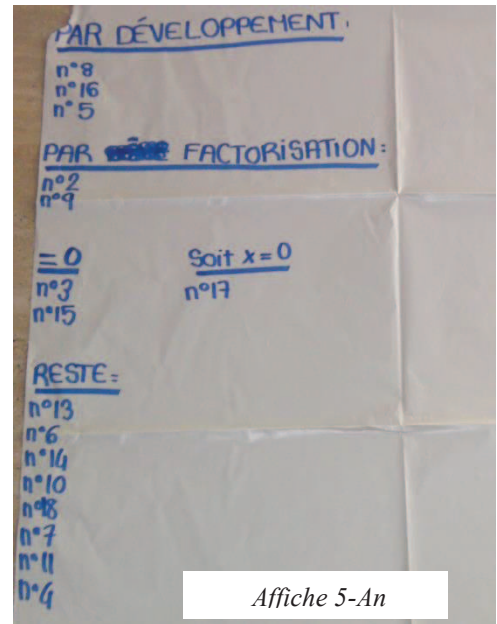 PAR DÉVELOPPEMENT.
n°8
n°16
n°5
PAR FACTORISATION:
n°2
n°9
= 0 Soit x = 0
n°3 n°17
n°15
RESTE:
n°13
n°6
n°14
n°10
n°18
n°7
n°11
n°4
Affiche 5-An